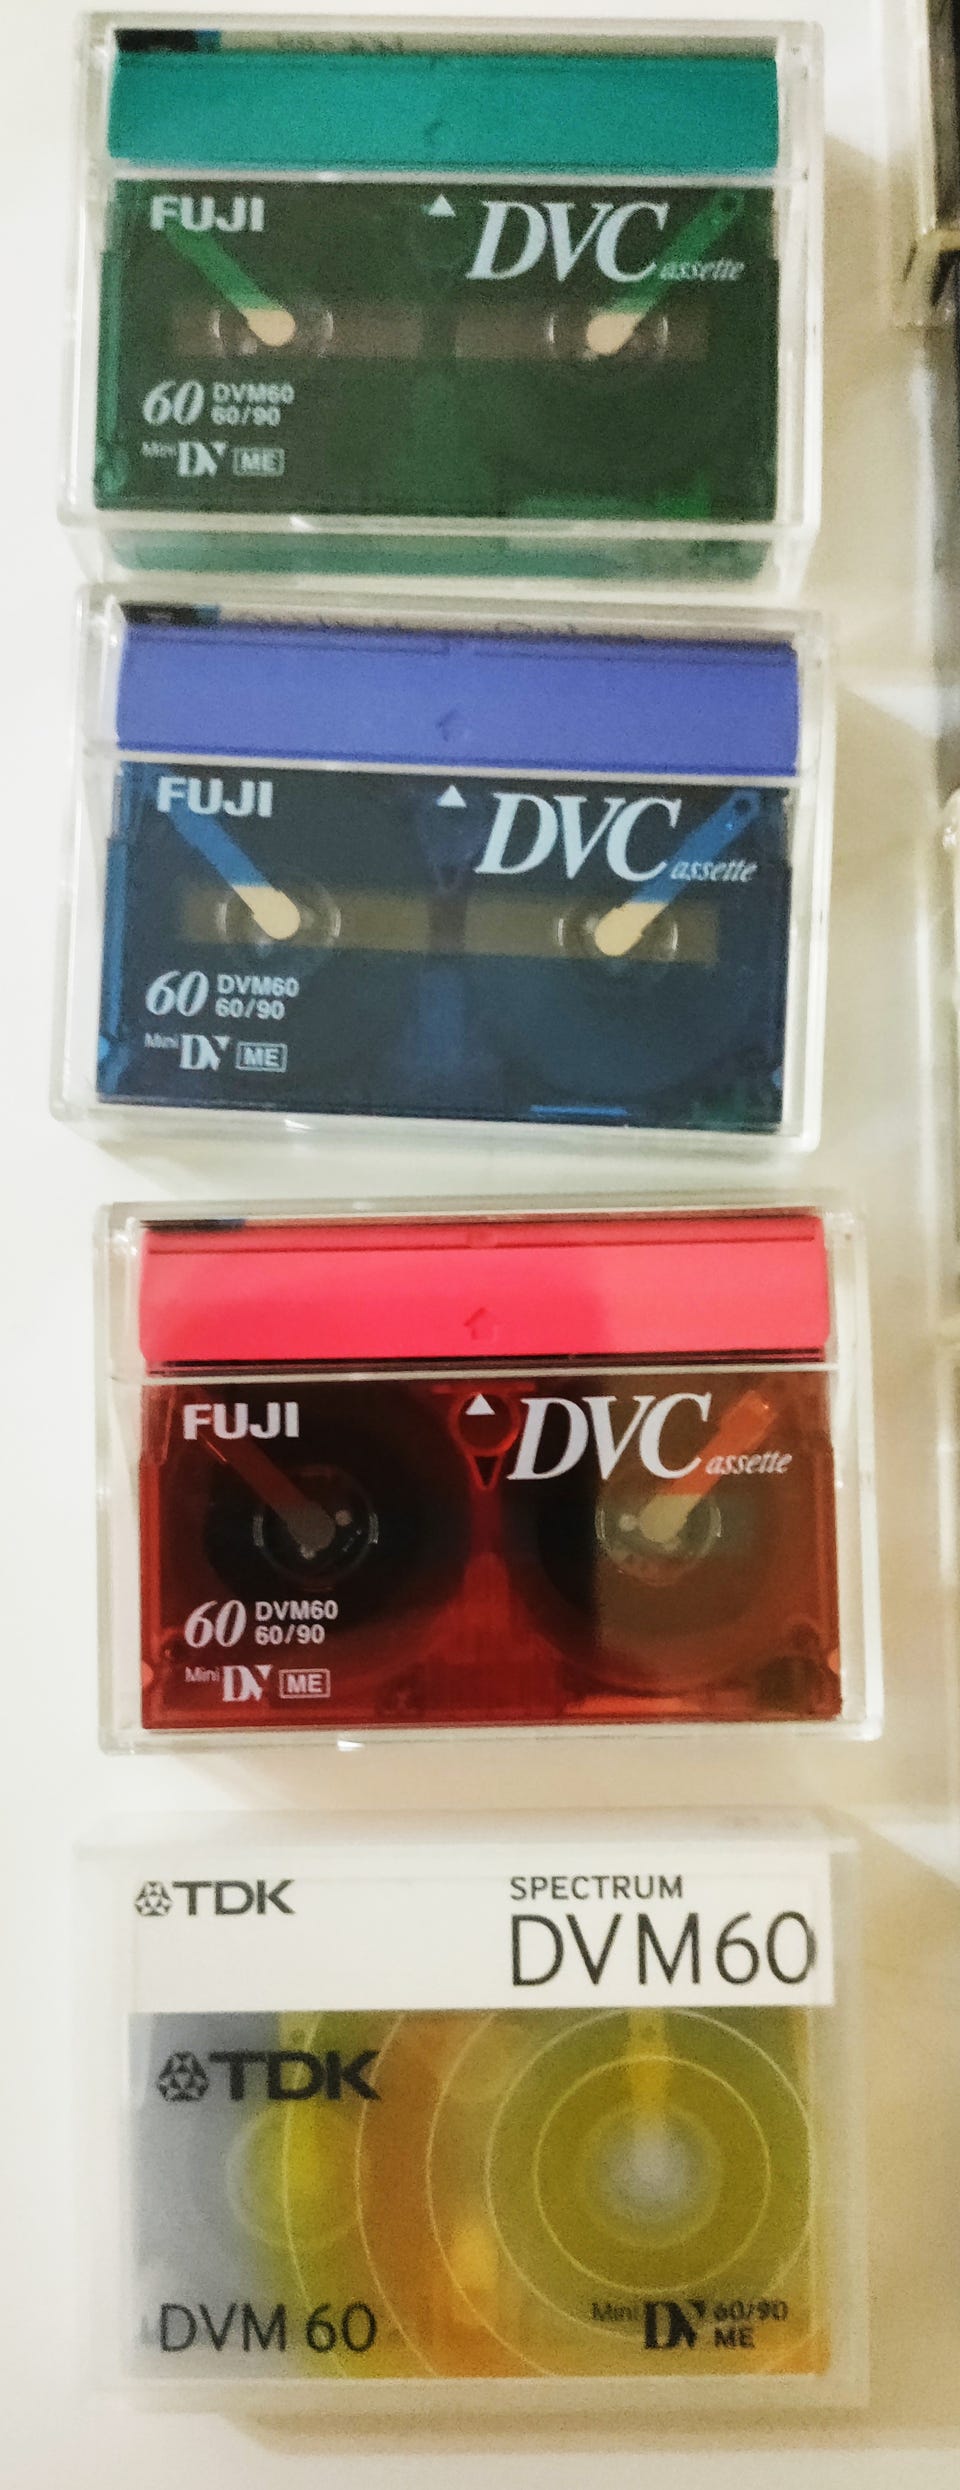 FUJI
DVCassette
60 DVM60
60/90
Mini DV ME
FUJI
DVCassette
60 DVM60
60/90
Mini DV ME
FUJI
DVCassette
60 DVM60
60/90
Mini DV ME
TDK SPECTRUM
DVM60
TDK
DVM 60
Mini DV 60/90
ME